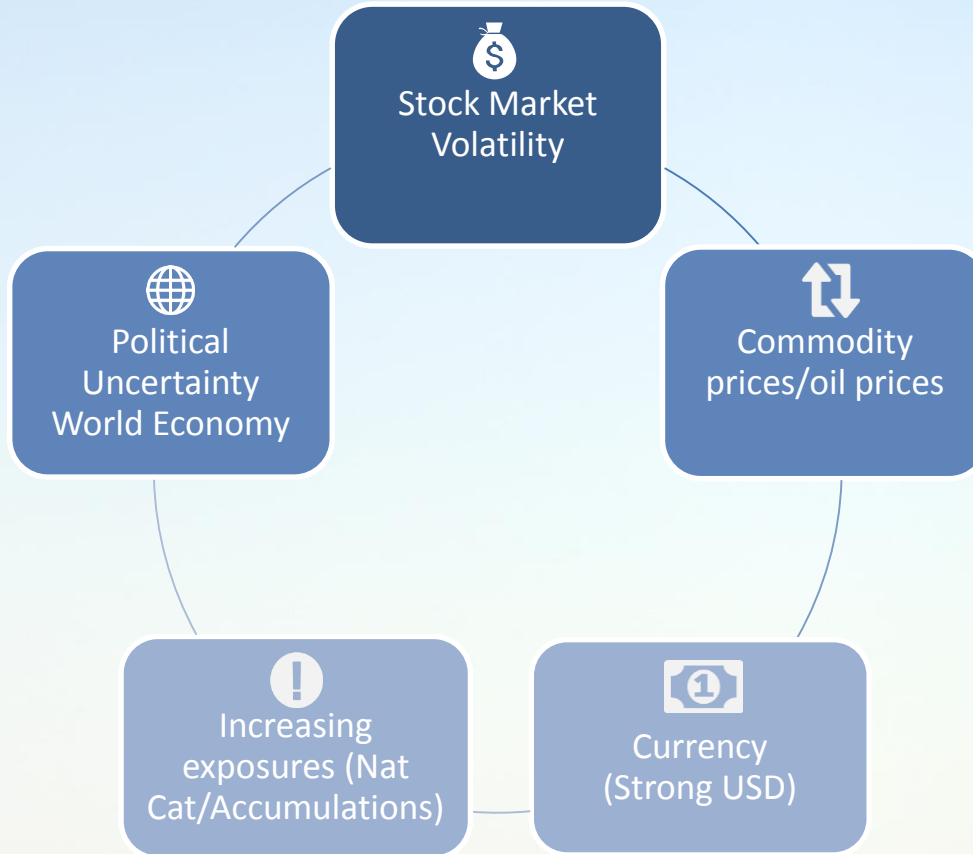 $
Stock Market
Volatility
Political
Uncertainty
World Economy
Commodity
prices/oil prices
Increasing
exposures (Nat
Cat/Accumulations)
1
Currency
(Strong USD)